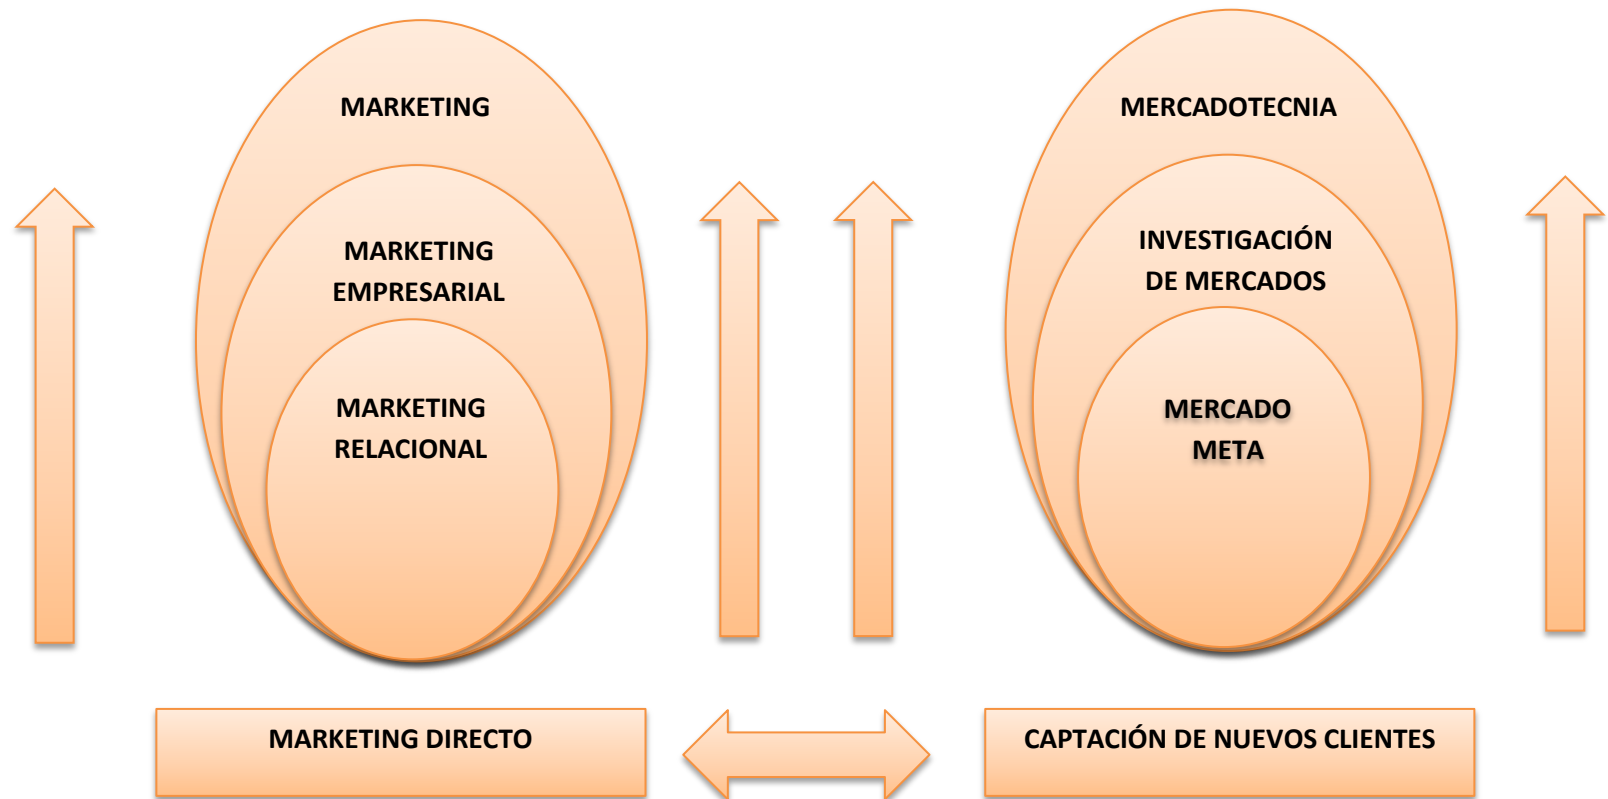 MARKETING
MARKETING
EMPRESARIAL
MARKETING
RELACIONAL
MERCADOTECNIA
INVESTIGACIÓN
DE MERCADOS
MERCADO
META
MARKETING DIRECTO
CAPTACIÓN DE NUEVOS CLIENTES